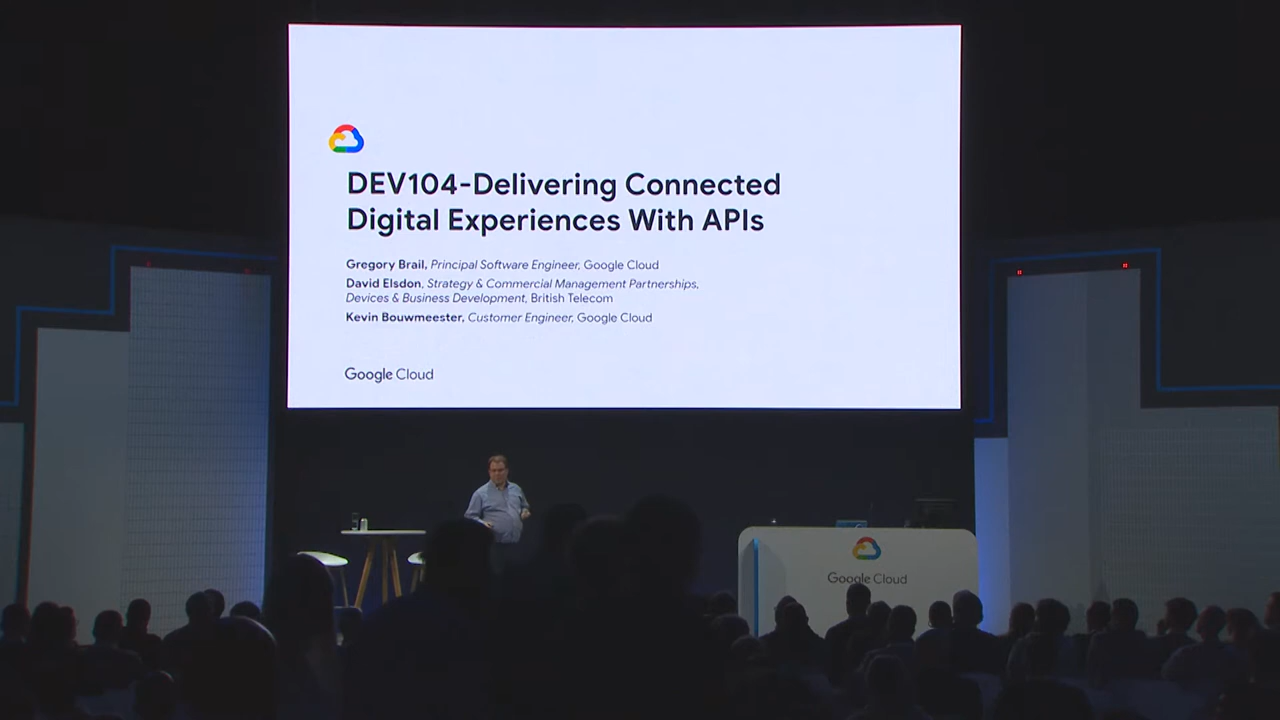 DEV104-Delivering Connected
Digital Experiences With APIs
Gregory Brail, Principal Software Engineer, Google Cloud
David Elsdon, Strategy & Commercial Management Partnerships,
Devices & Business Development, British Telecom
Kevin Bouwmeester, Customer Engineer, Google Cloud
Google Cloud
Google Cloud